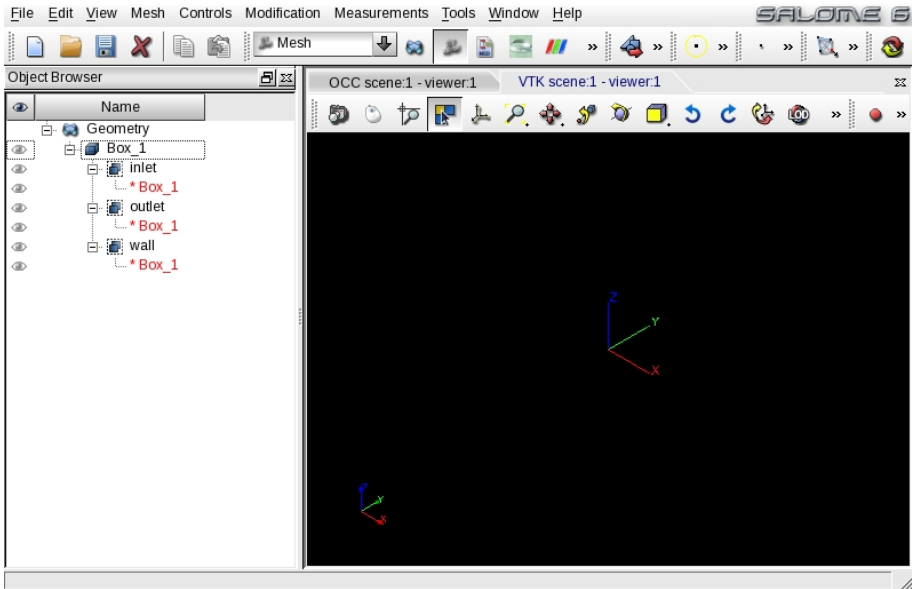 File Edit View Mesh Controls Modification Measurements Tools Window Help SALOME 6
Mesh » » » » »
Object Browser OCC scene:1 - viewer:1 VTK scene:1 - viewer:1
Name
LOD » »
Geometry
Box_1
inlet
* Box_1
outlet
* Box_1
wall
* Box_1
Z
Y
X
Z
Y
X